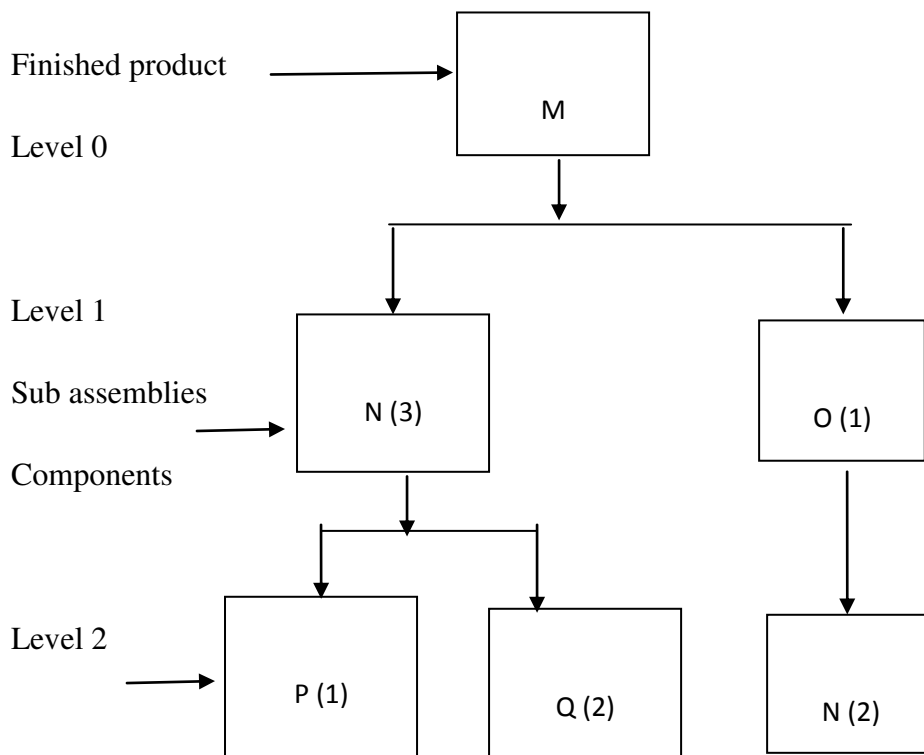 Finished product
M
Level 0
Level 1
Sub assemblies
N (3)
O (1)
Components
Level 2
P (1)
Q (2)
N (2)